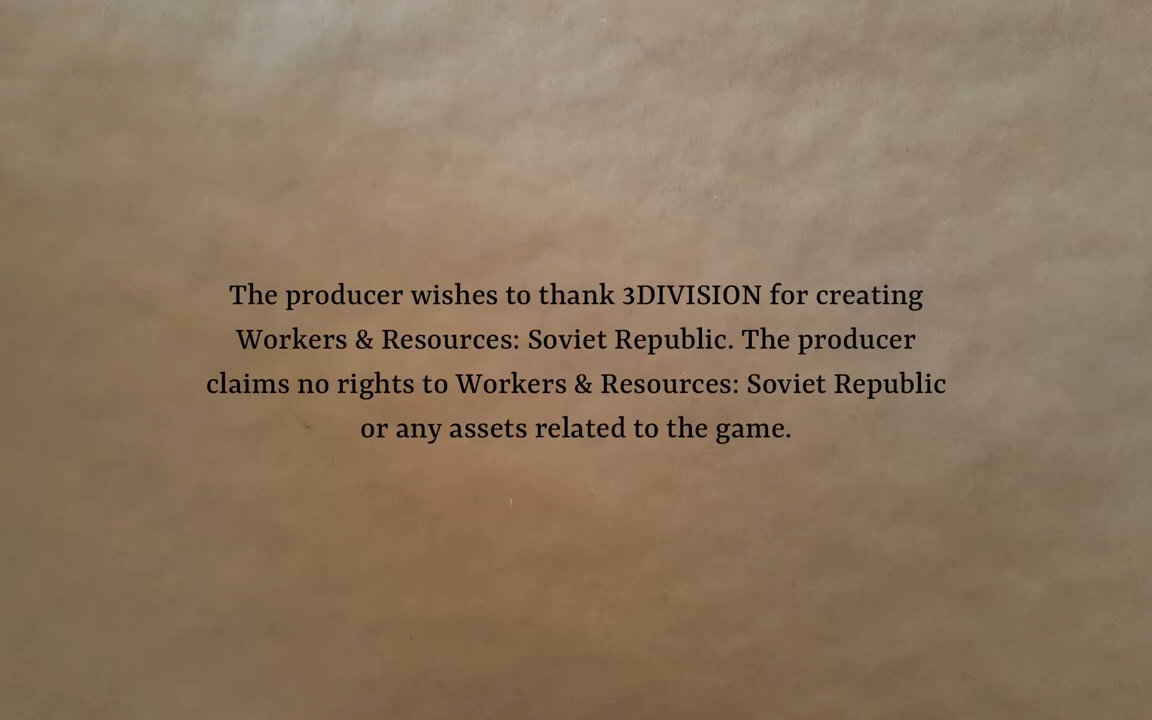 The producer wishes to thank 3DIVISION for creating
Workers & Resources: Soviet Republic. The producer
claims no rights to Workers & Resources: Soviet Republic
or any assets related to the game.